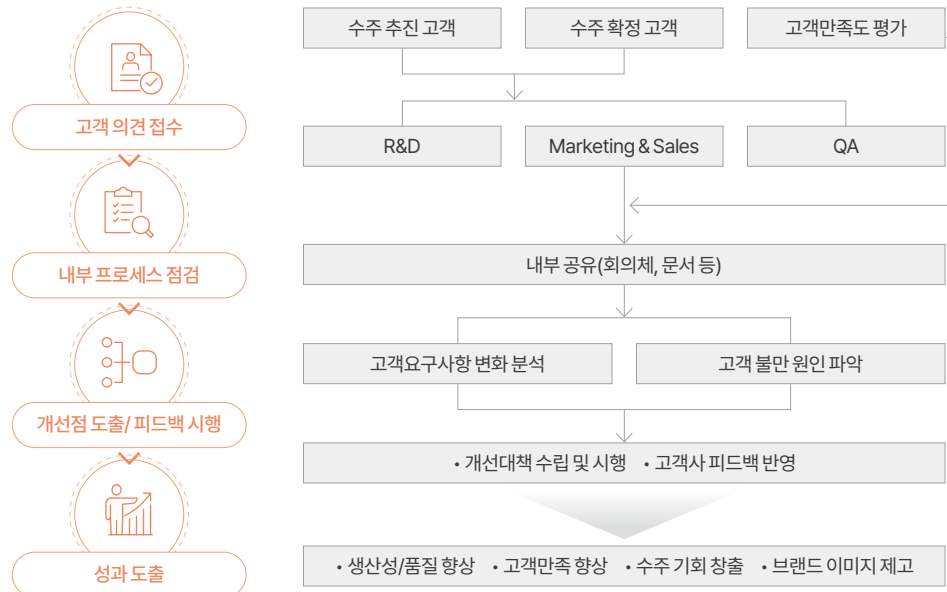 고객 의견 접수
내부 프로세스 점검
개선점 도출/ 피드백 시행
성과 도출
수주 추진 고객
수주 확정 고객
고객만족도 평가
R&D
Marketing & Sales
QA
내부 공유(회의체, 문서 등)
고객요구사항 변화 분석
고객 불만 원인 파악
• 개선대책 수립 및 시행 • 고객사 피드백 반영
• 생산성/품질 향상 • 고객만족 향상 • 수주 기회 창출 • 브랜드 이미지 제고